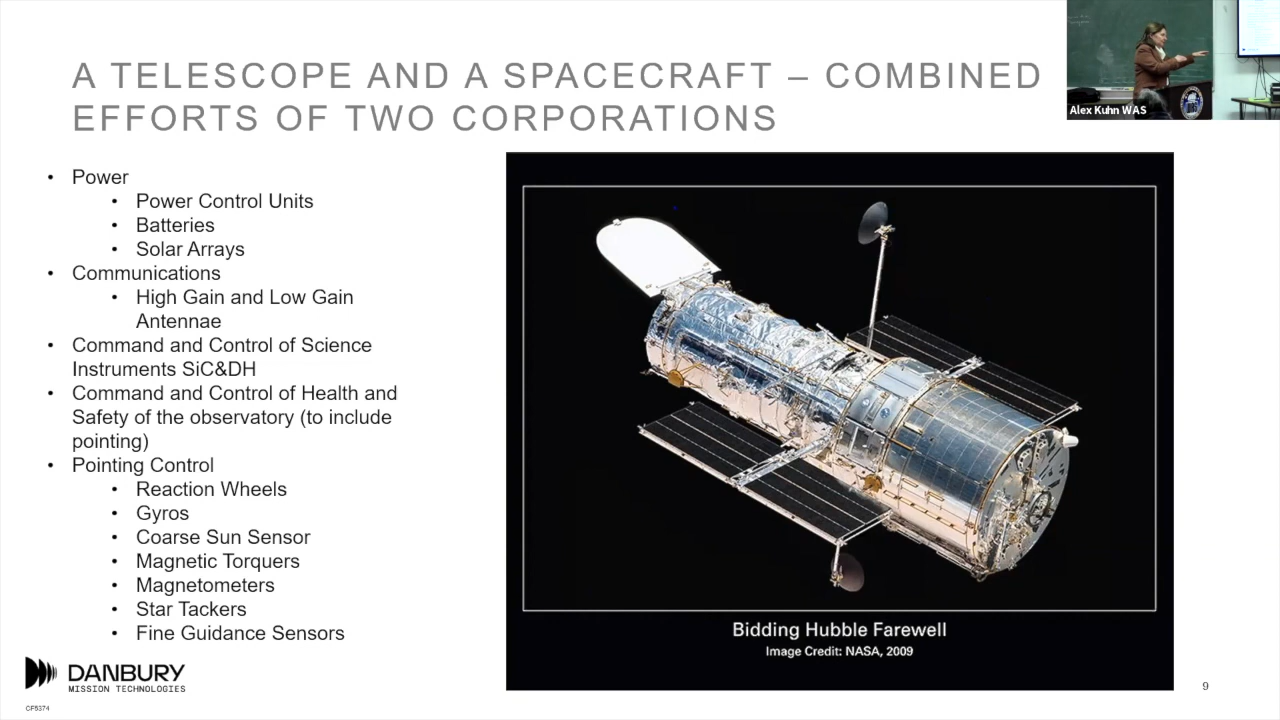 A TELESCOPE AND A SPACECRAFT – COMBINED
EFFORTS OF TWO CORPORATIONS
Alex Kuhn WAS
• Power
• Power Control Units
• Batteries
• Solar Arrays
• Communications
• High Gain and Low Gain
Antennae
• Command and Control of Science
Instruments SiC&DH
• Command and Control of Health and
Safety of the observatory (to include
pointing)
• Pointing Control
• Reaction Wheels
• Gyros
• Coarse Sun Sensor
• Magnetic Torquers
• Magnetometers
• Star Tackers
• Fine Guidance Sensors
Bidding Hubble Farewell
Image Credit: NASA, 2009
DANBURY
MISSION TECHNOLOGIES
9
CF5374